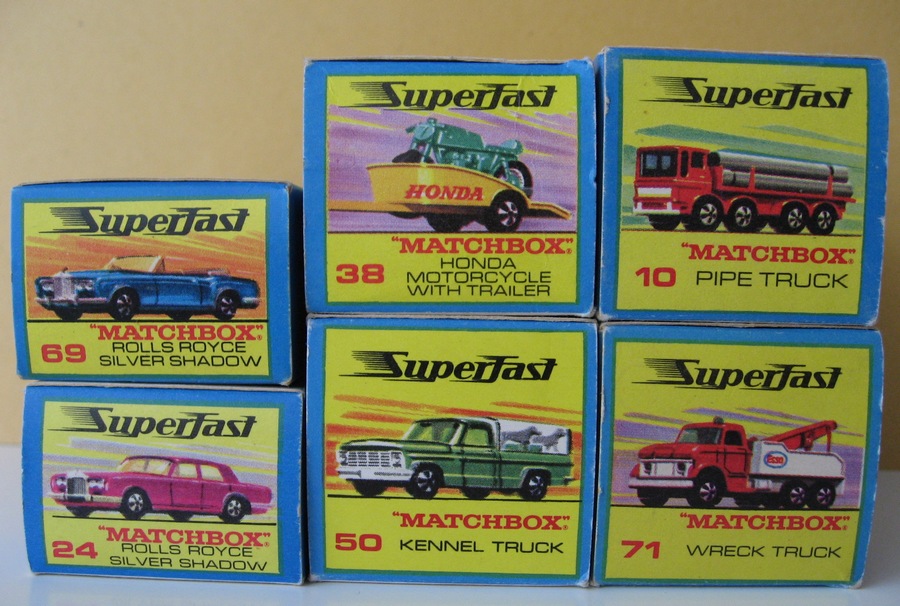 Superfast
HONDA
"MATCHBOX"®
38
HONDA
MOTORCYCLE
WITH TRAILER
Superfast
"MATCHBOX"®
10 PIPE TRUCK
Superfast
"MATCHBOX"®
69
ROLLS ROYCE
SILVER SHADOW
Superfast
"MATCHBOX"®
24
ROLLS ROYCE
SILVER SHADOW
Superfast
"MATCHBOX"®
50 KENNEL TRUCK
Superfast
Esso
"MATCHBOX"®
71 WRECK TRUCK